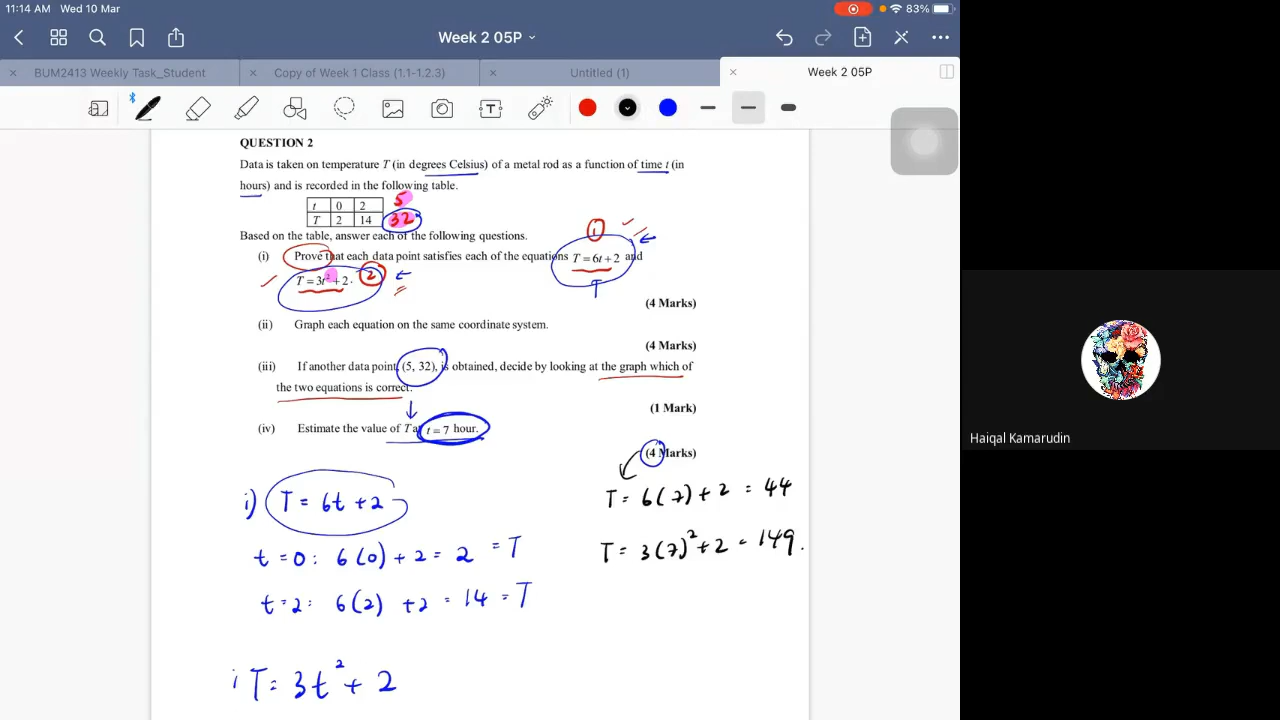 11:14 AM Wed 10 Mar
83%
Week 2 05P
BUM2413 Weekly Task_Student
Copy of Week 1 Class (1.1-1.2.3)
Untitled (1)
Week 2 05P
QUESTION 2
Data is taken on temperature T (in degrees Celsius) of a metal rod as a function of time t (in
hours) and is recorded in the following table.
t 0 2 5
T 2 14 32
Based on the table, answer each of the following questions.
1
(i) Prove that each data point satisfies each of the equations T = 6t + 2 and
T = 3t² + 2. 2
T
(4 Marks)
(ii) Graph each equation on the same coordinate system.
(4 Marks)
(iii) If another data point, (5, 32), is obtained, decide by looking at the graph which of
the two equations is correct.
(1 Mark)
(iv) Estimate the value of T at t = 7 hour.
(4 Marks)
i) T = 6t + 2
t = 0 : 6(0) + 2 = 2 = T
t = 2 : 6(2) + 2 = 14 = T
T = 6(7) + 2 = 44
T = 3(7)² + 2 = 149.
i T = 3t² + 2
Haiqal Kamarudin